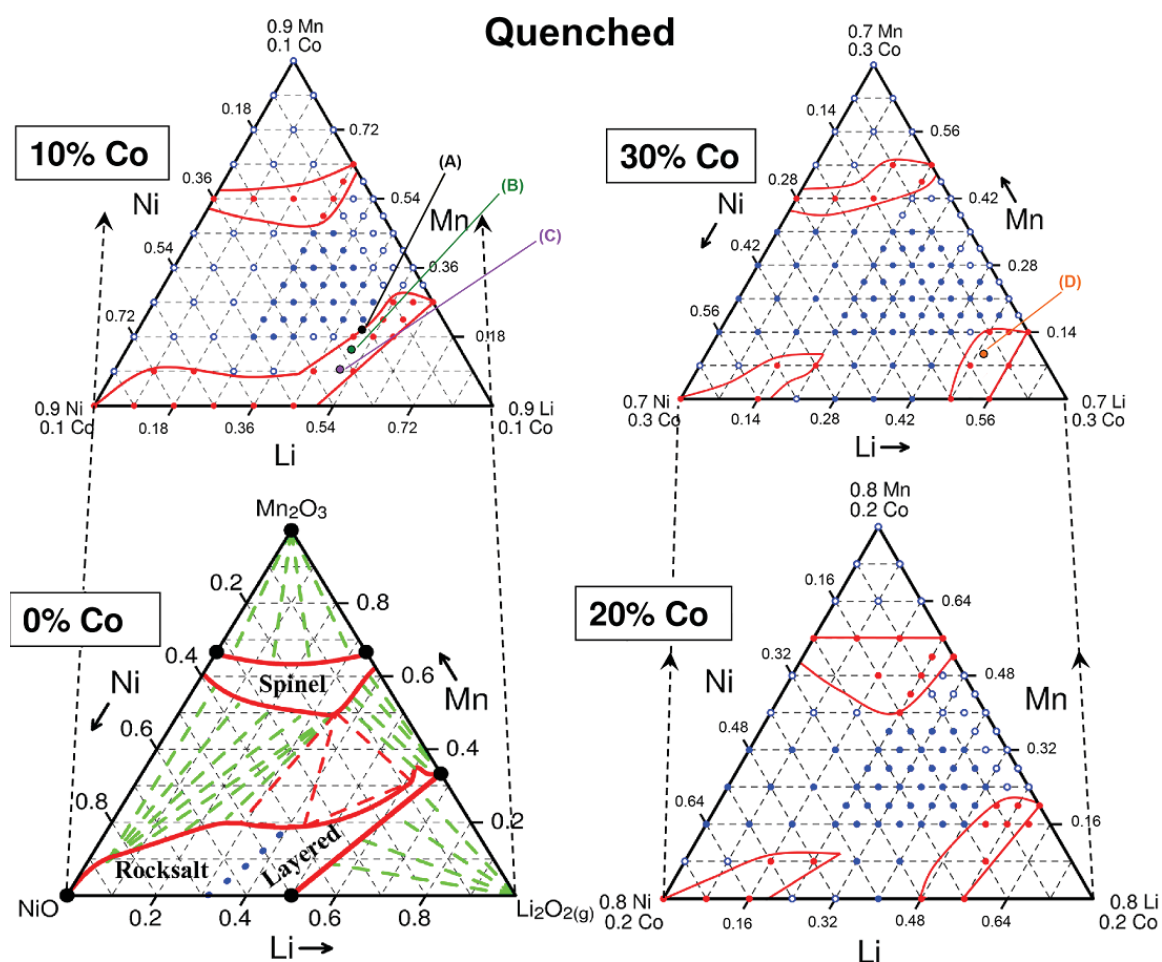 Quenched
0.9 Mn
0.1 Co
10% Co
0.18
0.72
(A)
0.36
0.54
(B)
Ni
Mn
(C)
0.54
0.36
0.72
0.18
0.9 Ni
0.1 Co
0.18
0.36
0.54
0.72
0.9 Li
0.1 Co
Li
0.7 Mn
0.3 Co
30% Co
0.14
0.56
0.28
0.42
Ni
Mn
0.42
0.28
(D)
0.56
0.14
0.7 Ni
0.3 Co
0.14
0.28
0.42
0.56
0.7 Li
0.3 Co
Li
Mn2O3
0% Co
0.2
0.8
0.4
0.6
Ni
Spinel
Mn
0.6
0.4
0.8
0.2
Rocksalt
Layered
NiO
0.2
0.4
0.6
0.8
Li2O2(g)
Li
0.8 Mn
0.2 Co
20% Co
0.16
0.64
0.32
0.48
Ni
Mn
0.48
0.32
0.64
0.16
0.8 Ni
0.2 Co
0.16
0.32
0.48
0.64
0.8 Li
0.2 Co
Li